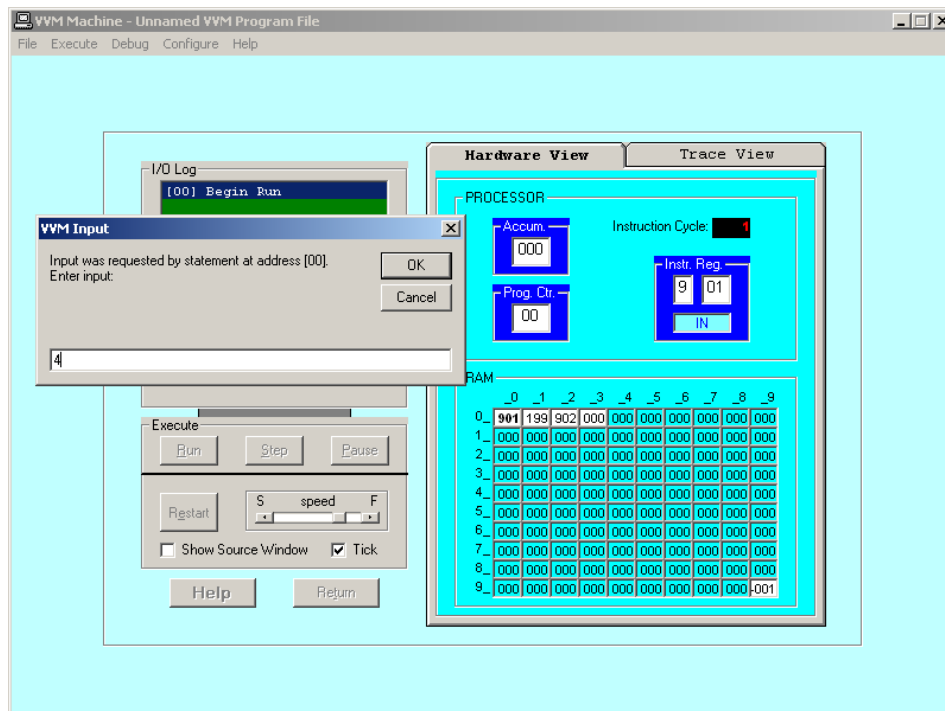 VVM Machine - Unnamed VVM Program File
File Execute Debug Configure Help
Hardware View Trace View
I/O Log
[00] Begin Run
VVM Input
Input was requested by statement at address [00].
Enter input:
OK
Cancel
4
PROCESSOR
Accum.
000
Instruction Cycle: 1
Prog. Ctr.
00
Instr. Reg.
9 01
IN
Execute
Run Step Pause
Restart
S speed F
Show Source Window Tick
Help Return
RAM
_0 _1 _2 _3 _4 _5 _6 _7 _8 _9
0_ 901 199 902 000 000 000 000 000 000 000
1_ 000 000 000 000 000 000 000 000 000 000
2_ 000 000 000 000 000 000 000 000 000 000
3_ 000 000 000 000 000 000 000 000 000 000
4_ 000 000 000 000 000 000 000 000 000 000
5_ 000 000 000 000 000 000 000 000 000 000
6_ 000 000 000 000 000 000 000 000 000 000
7_ 000 000 000 000 000 000 000 000 000 000
8_ 000 000 000 000 000 000 000 000 000 000
9_ 000 000 000 000 000 000 000 000 000 -001